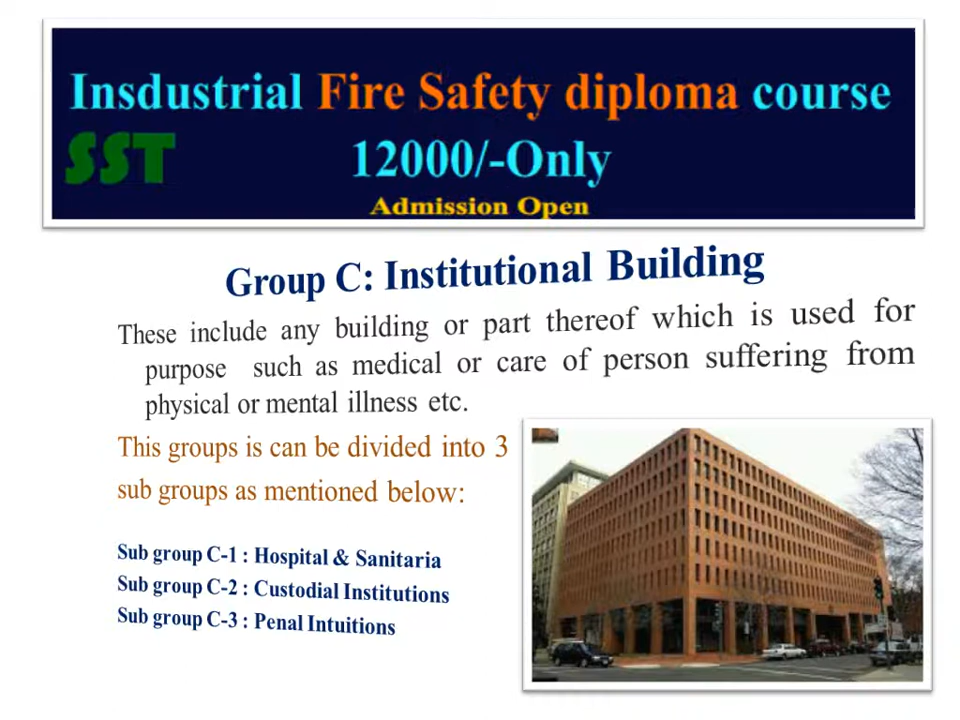 Insdustrial Fire Safety diploma course
SST
12000/-Only
Admission Open
Group C: Institutional Building
These include any building or part thereof which is used for
purpose such as medical or care of person suffering from
physical or mental illness etc.
This groups is can be divided into 3
sub groups as mentioned below:
Sub group C-1 : Hospital & Sanitaria
Sub group C-2 : Custodial Institutions
Sub group C-3 : Penal Intuitions